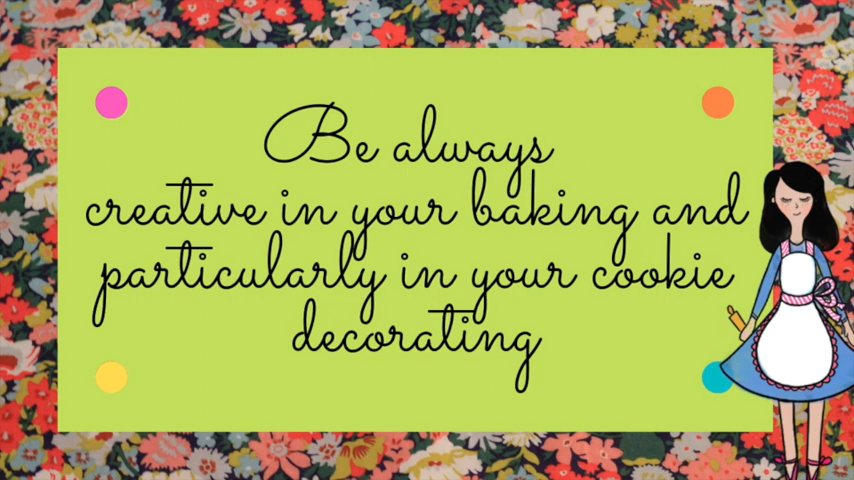 Be always
creative in your baking and
particularly in your cookie
decorating